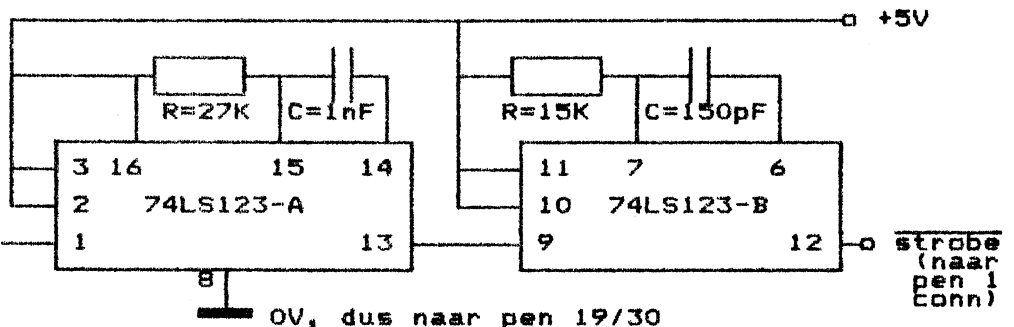 +5V
R=27K C=1nF R=15K C=150pF
3 16 15 14 11 7 6
2 74LS123-A 10 74LS123-B
1 13 9 12 strobe
(naar
pen 1
conn)
8
0V, dus naar pen 19/30